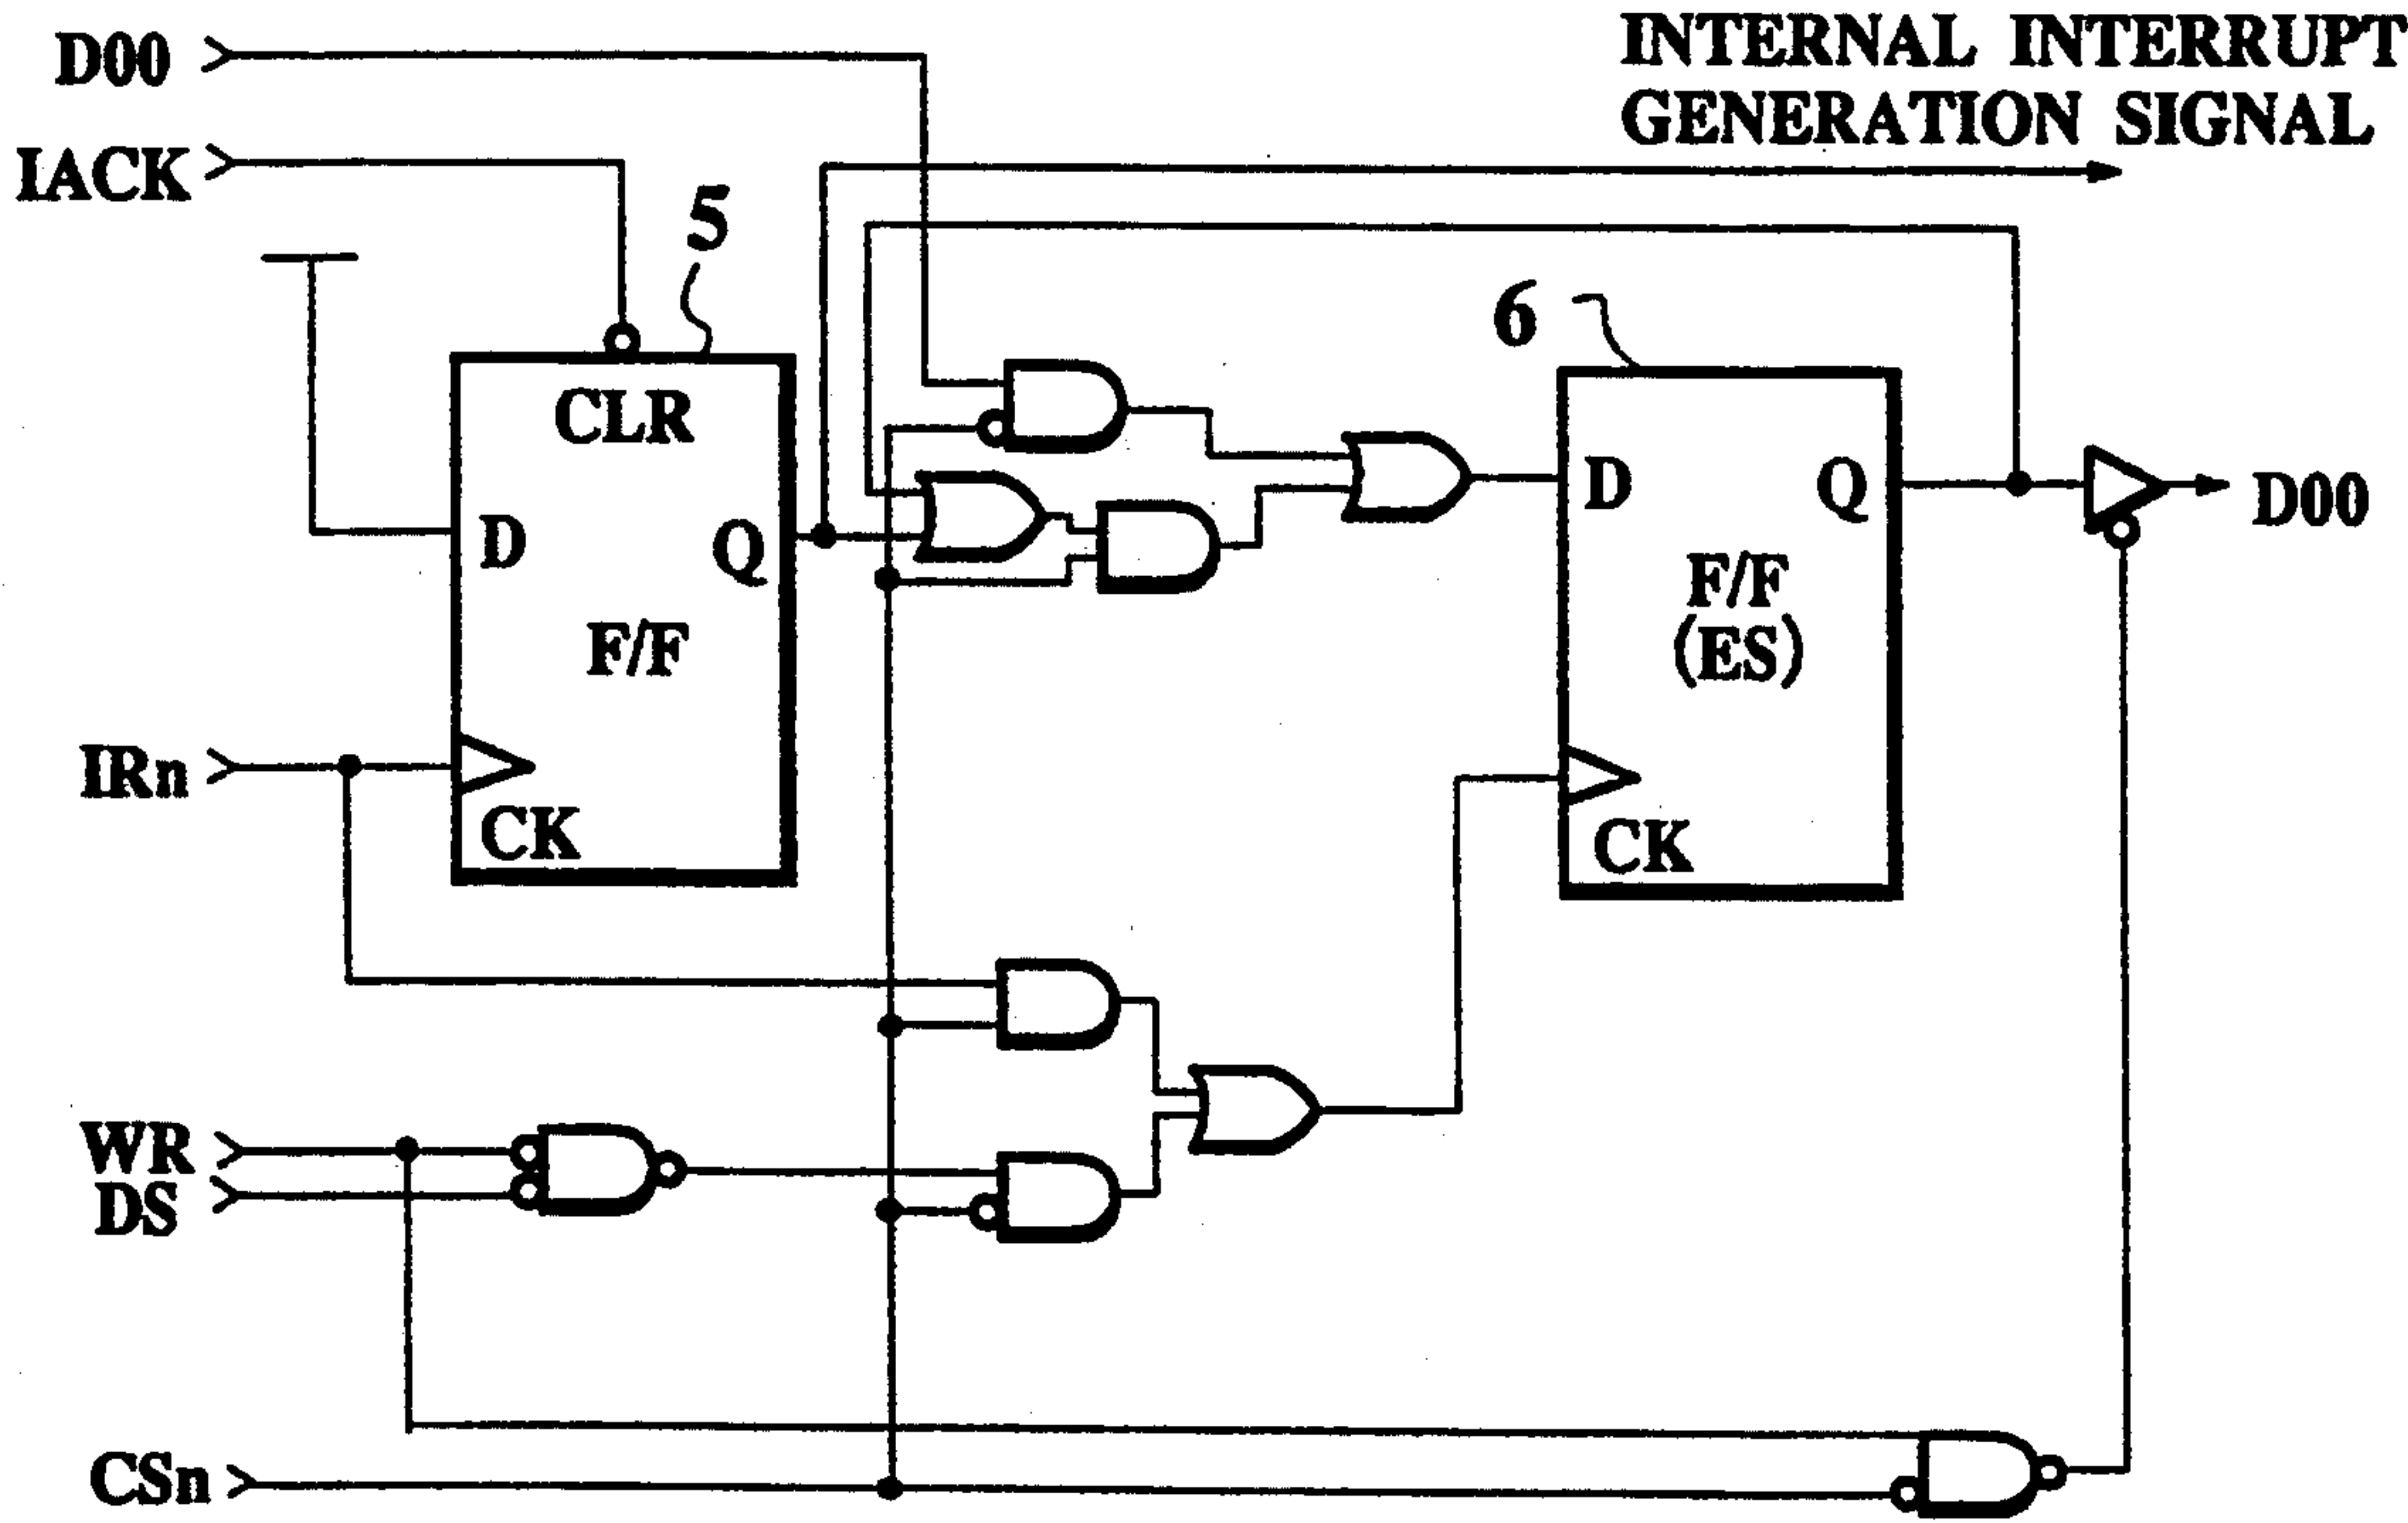 D00
INTERNAL INTERRUPT
GENERATION SIGNAL
IACK
5
6
CLR
D
Q
F/F
CK
D
Q
F/F
(ES)
CK
D00
IRn
WR
DS
CSn